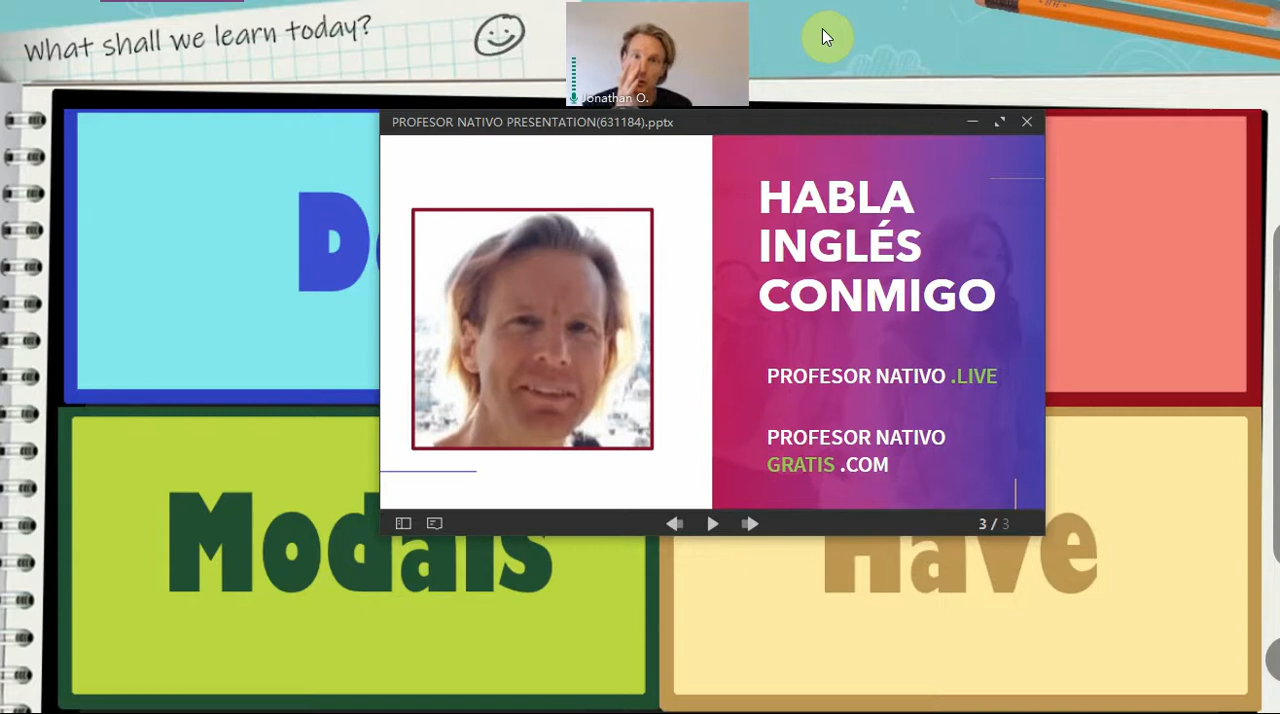 What shall we learn today?
Jonathan O.
PROFESOR NATIVO PRESENTATION(631184).pptx
HABLA
INGLÉS
CONMIGO
PROFESOR NATIVO .LIVE
PROFESOR NATIVO
GRATIS .COM
3 / 3
Modals
Have